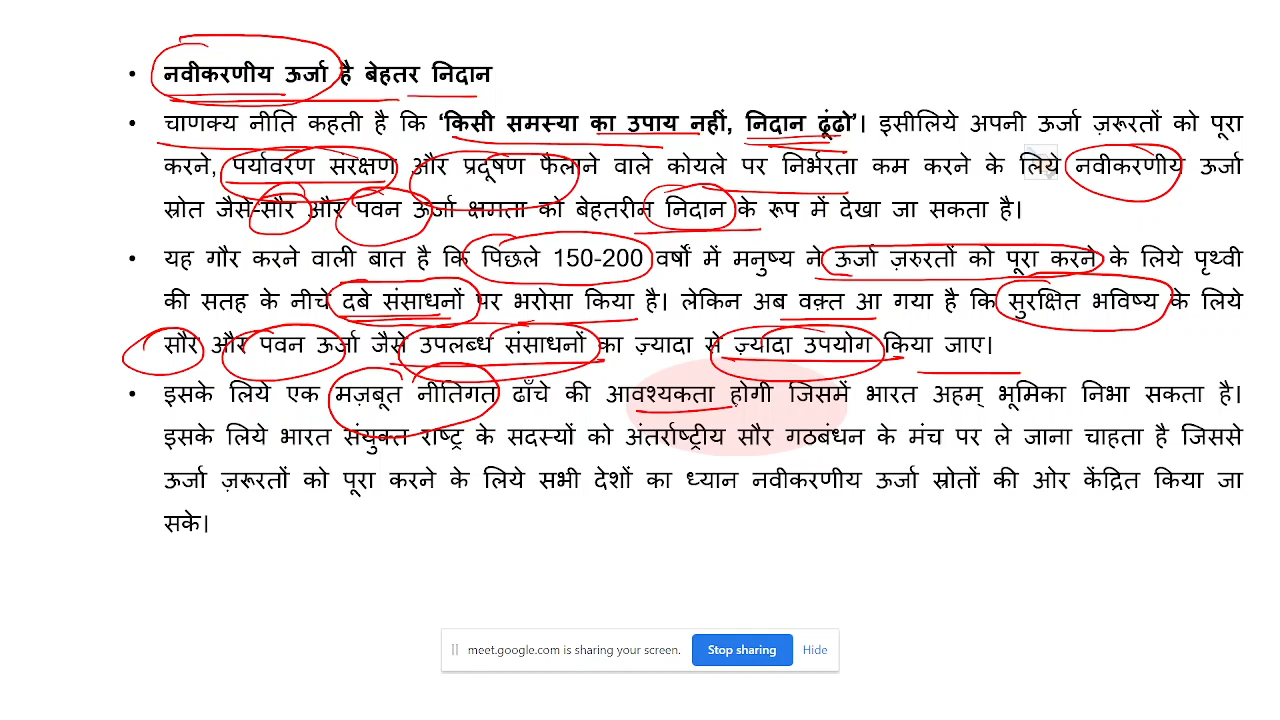 • नवीकरणीय ऊर्जा है बेहतर निदान
• चाणक्य नीति कहती है कि ‘किसी समस्या का उपाय नहीं, निदान ढूंढो’। इसीलिये अपनी ऊर्जा ज़रूरतों को पूरा
करने, पर्यावरण सरंक्षण और प्रदूषण फैलाने वाले कोयले पर निर्भरता कम करने के लिये नवीकरणीय ऊर्जा
स्रोत जैसे-सौर और पवन ऊर्जा क्षमता को बेहतरीन निदान के रूप में देखा जा सकता है।
• यह गौर करने वाली बात है कि पिछले 150-200 वर्षों में मनुष्य ने ऊर्जा ज़रुरतों को पूरा करने के लिये पृथ्वी
की सतह के नीचे दबे संसाधनों पर भरोसा किया है। लेकिन अब वक़्त आ गया है कि सुरक्षित भविष्य के लिये
सौर और पवन ऊर्जा जैसे उपलब्ध संसाधनों का ज़्यादा से ज़्यादा उपयोग किया जाए।
• इसके लिये एक मज़बूत नीतिगत ढाँचे की आवश्यकता होगी जिसमें भारत अहम् भूमिका निभा सकता है।
इसके लिये भारत संयुक्त राष्ट्र के सदस्यों को अंतर्राष्ट्रीय सौर गठबंधन के मंच पर ले जाना चाहता है जिससे
ऊर्जा ज़रूरतों को पूरा करने के लिये सभी देशों का ध्यान नवीकरणीय ऊर्जा स्रोतों की ओर केंद्रित किया जा
सके।
meet.google.com is sharing your screen. Stop sharing Hide